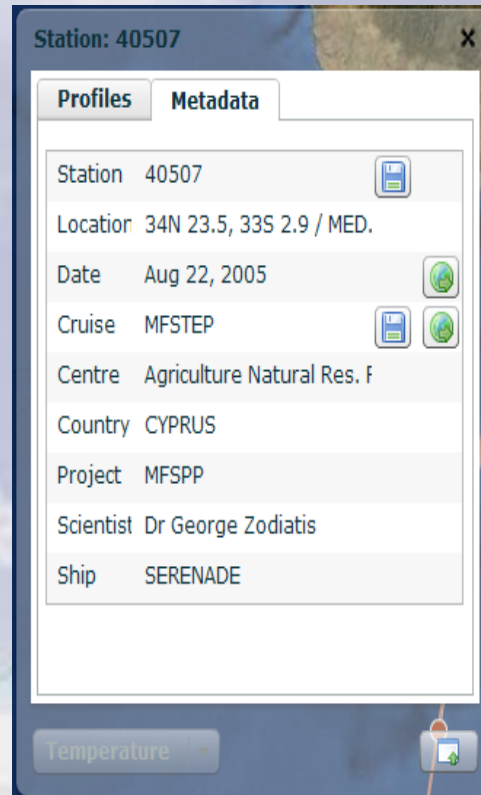 Station: 40507 x
Profiles Metadata
Station 40507
Location 34N 23.5, 33S 2.9 / MED.
Date Aug 22, 2005
Cruise MFSTEP
Centre Agriculture Natural Res. F
Country CYPRUS
Project MFSPP
Scientist Dr George Zodiatis
Ship SERENADE
Temperature